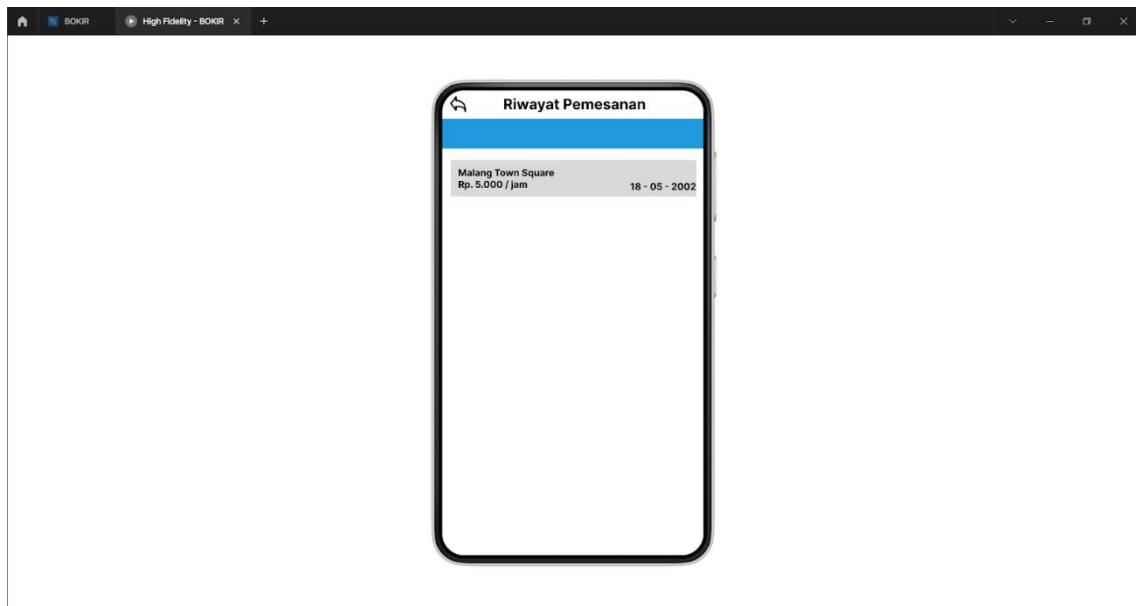 BOKIR
High Fidelity - BOKIR
Riwayat Pemesanan
Malang Town Square
Rp. 5.000 / jam
18 - 05 - 2002